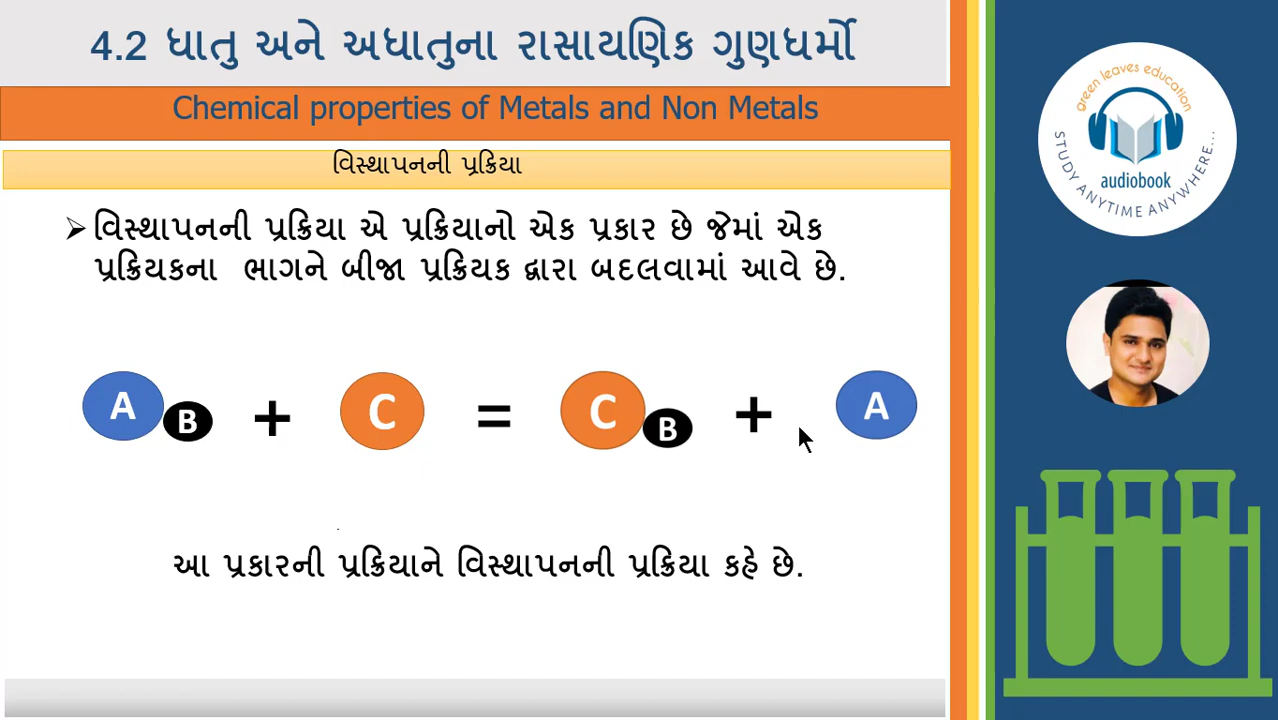 4.2 ધાતુ અને અધાતુના રાસાયણિક ગુણધર્મો
Chemical properties of Metals and Non Metals
વિસ્થાપનની પ્રક્રિયા
➢ વિસ્થાપનની પ્રક્રિયા એ પ્રક્રિયાનો એક પ્રકાર છે જેમાં એક
પ્રક્રિયકના ભાગને બીજા પ્રક્રિયક દ્વારા બદલવામાં આવે છે.
A B + C = C B + A
આ પ્રકારની પ્રક્રિયાને વિસ્થાપનની પ્રક્રિયા કહે છે.
green leaves education
audiobook
STUDY ANYTIME ANYWHERE...